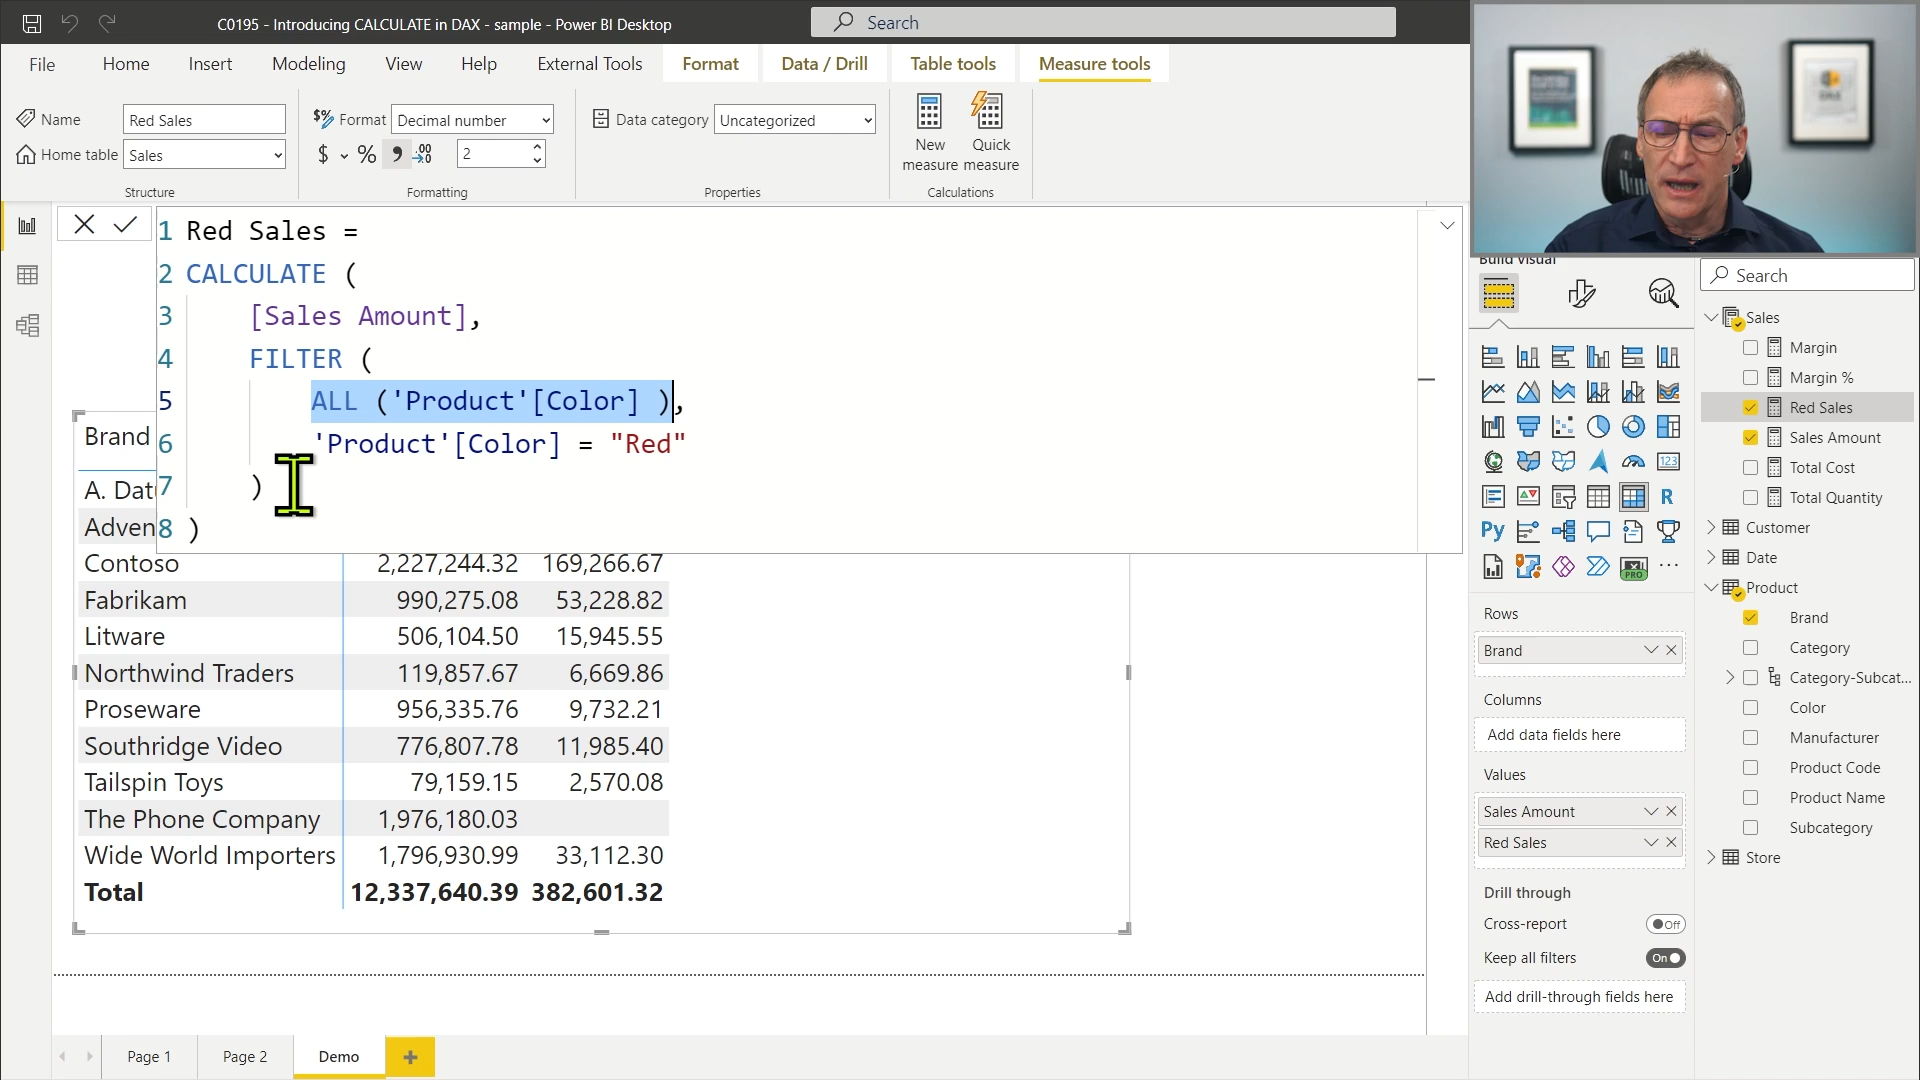 C0195 - Introducing CALCULATE in DAX - sample - Power BI Desktop
Search
File
Home
Insert
Modeling
View
Help
External Tools
Format
Data / Drill
Table tools
Measure tools
Name
Red Sales
Home table
Sales
Structure
$% Format
Decimal number
$
%
,
.00
2
Formatting
Data category
Uncategorized
Properties
New measure
Quick measure
Calculations
1 Red Sales =
2 CALCULATE (
3 [Sales Amount],
4 FILTER (
5 ALL ('Product'[Color] ),
6 'Product'[Color] = "Red"
7 )
8 )
Brand
A. Dat
Adven
Contoso 2,227,244.32 169,266.67
Fabrikam 990,275.08 53,228.82
Litware 506,104.50 15,945.55
Northwind Traders 119,857.67 6,669.86
Proseware 956,335.76 9,732.21
Southridge Video 776,807.78 11,985.40
Tailspin Toys 79,159.15 2,570.08
The Phone Company 1,976,180.03
Wide World Importers 1,796,930.99 33,112.30
Total 12,337,640.39 382,601.32
Page 1
Page 2
Demo
+
Build visual
123
R
Py
PRO
...
Rows
Brand
Columns
Add data fields here
Values
Sales Amount
Red Sales
Drill through
Cross-report
Off
Keep all filters
On
Add drill-through fields here
Search
Sales
Margin
Margin %
Red Sales
Sales Amount
Total Cost
Total Quantity
Customer
Date
Product
Brand
Category
Category-Subcat...
Color
Manufacturer
Product Code
Product Name
Subcategory
Store